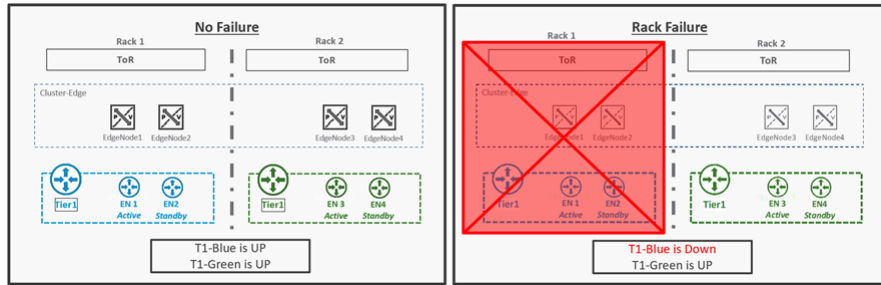 No Failure
Rack 1
Rack 2
ToR
ToR
Cluster-Edge
EdgeNode1
EdgeNode2
EdgeNode3
EdgeNode4
Tier1
EN 1
EN2
Tier1
EN 3
EN4
Active
Standby
Active
Standby
T1-Blue is UP
T1-Green is UP
Rack Failure
Rack 1
Rack 2
ToR
ToR
Cluster-Edge
EdgeNode1
EdgeNode2
EdgeNode3
EdgeNode4
Tier1
EN 1
EN2
Tier1
EN 3
EN4
Active
Standby
Active
Standby
T1-Blue is Down
T1-Green is UP